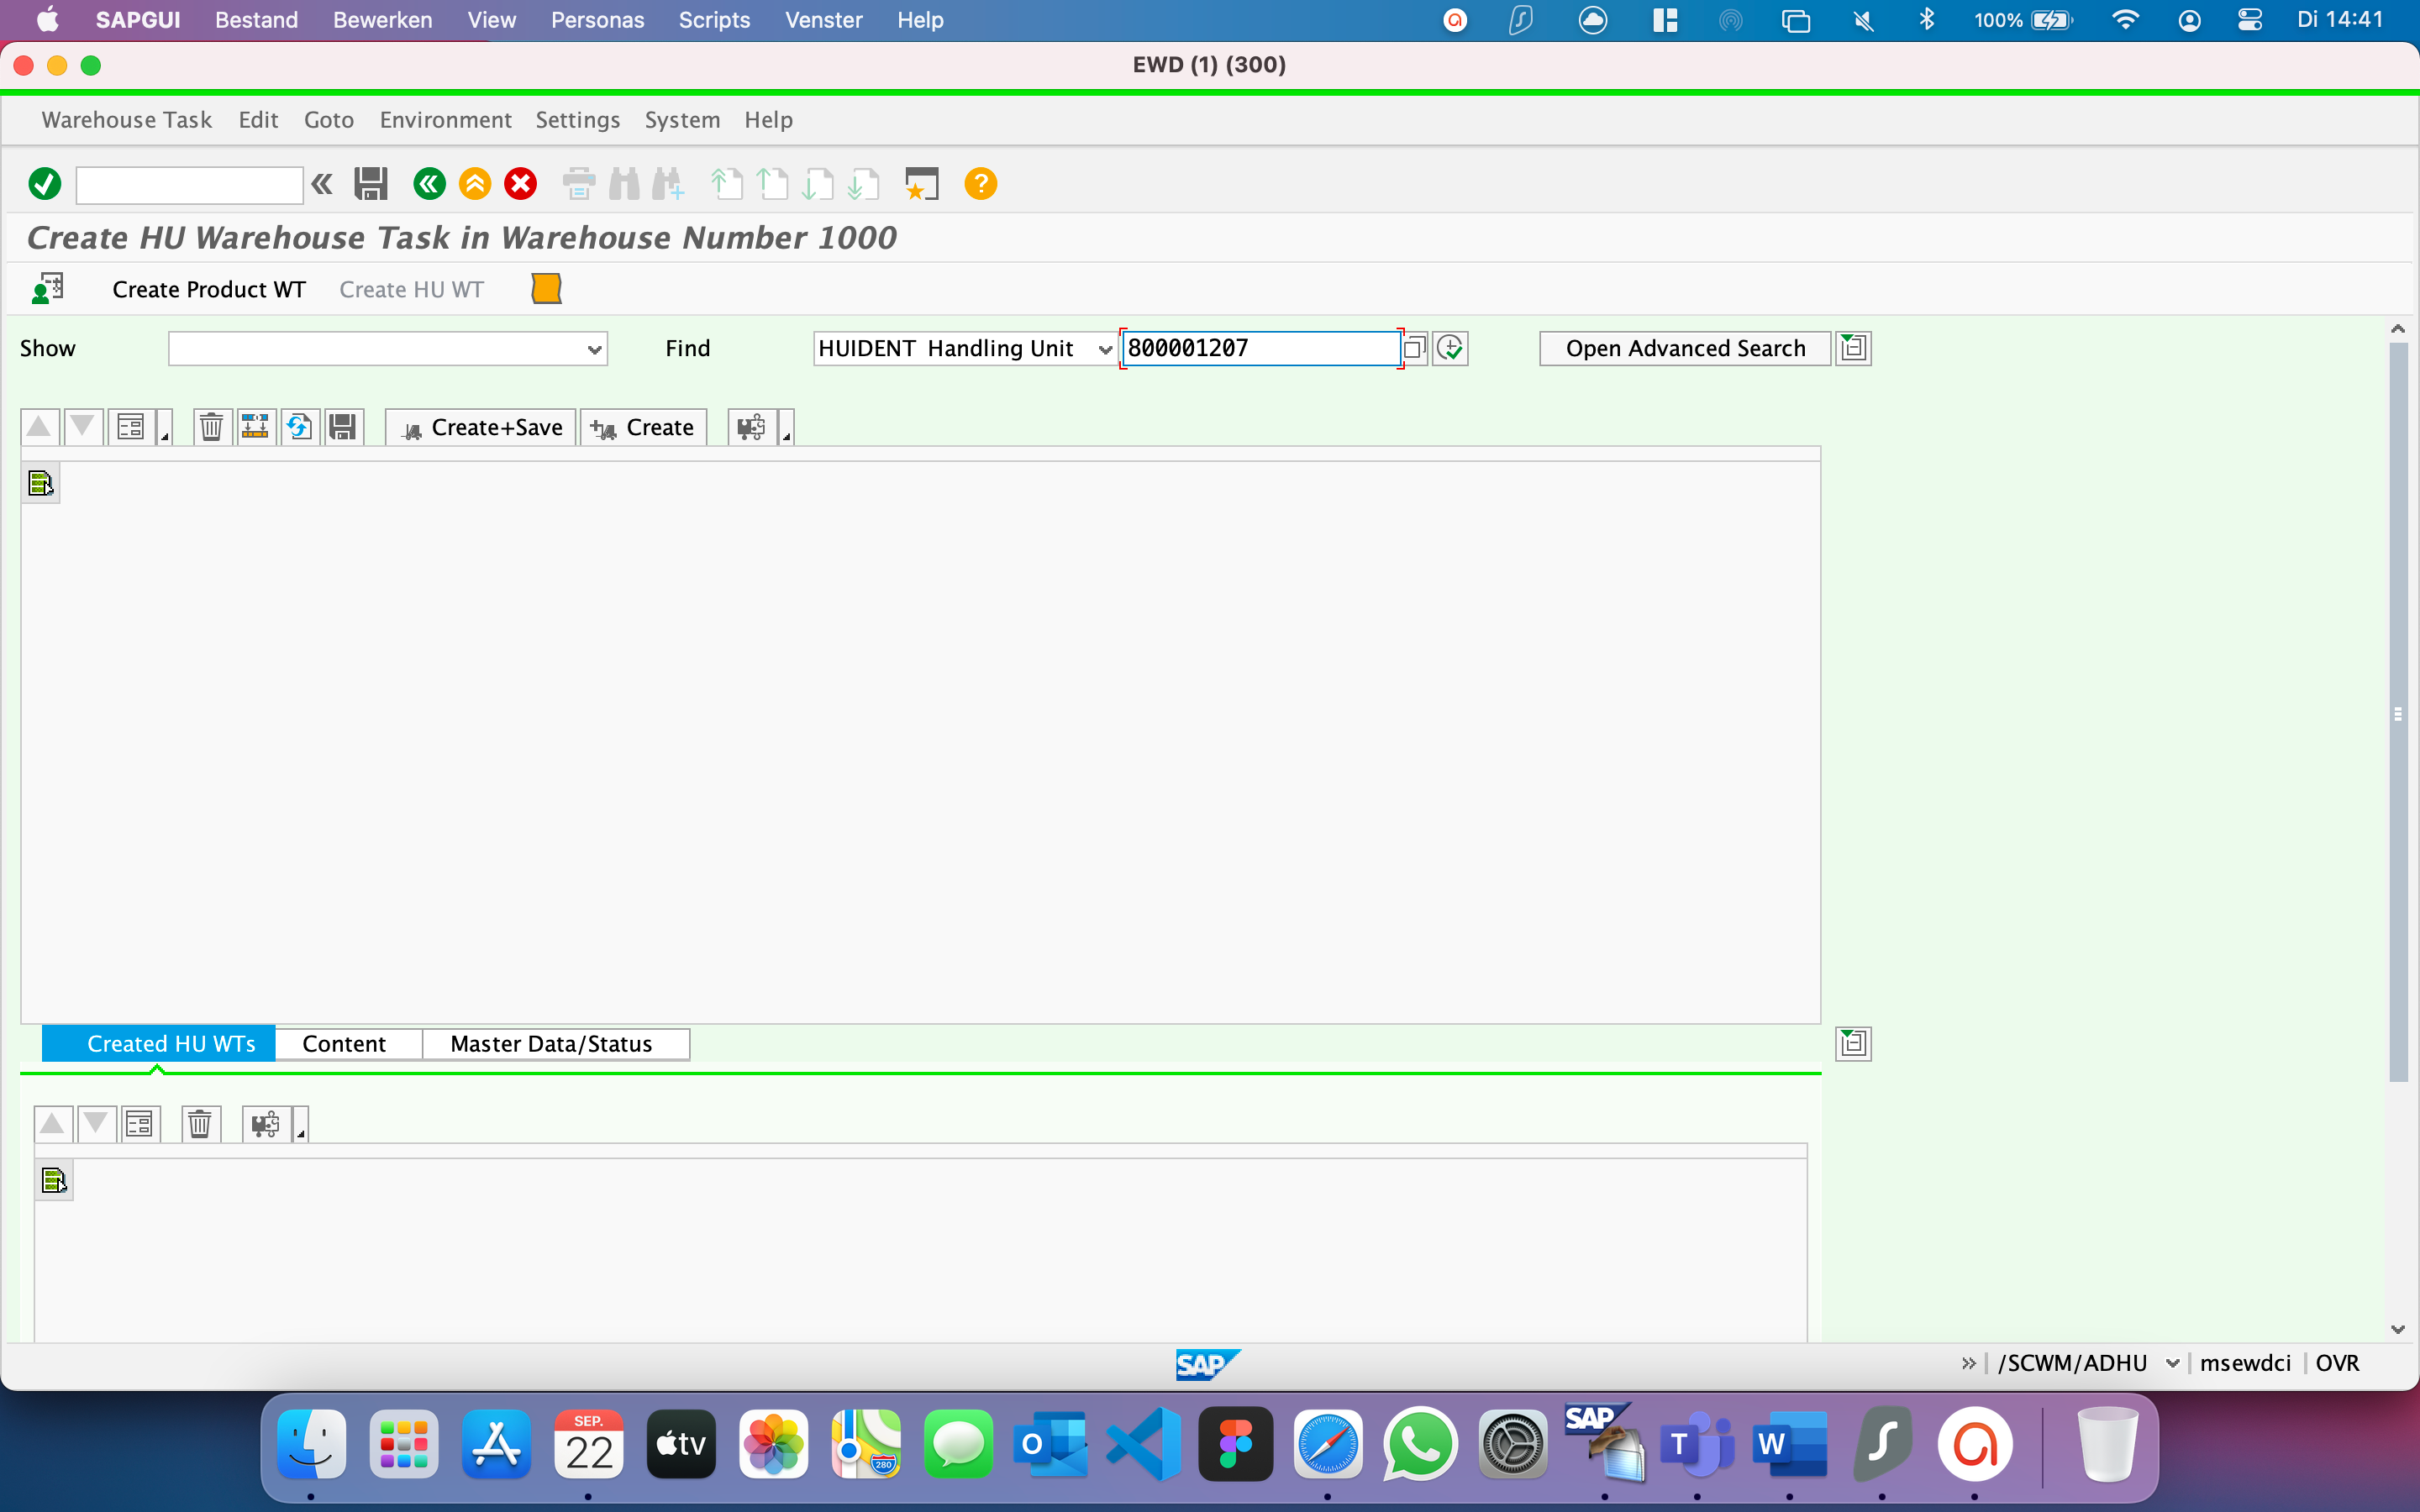 SAPGUI Bestand Bewerken View Personas Scripts Venster Help 100% Di 14:41
EWD (1) (300)
Warehouse Task Edit Goto Environment Settings System Help
Create HU Warehouse Task in Warehouse Number 1000
Create Product WT Create HU WT
Show Find HUIDENT Handling Unit 800001207 Open Advanced Search
Create+Save Create
Created HU WTs Content Master Data/Status
SAP /SCWM/ADHU msewdci OVR
SEP.
22
tv
280
O
SAP
T
W